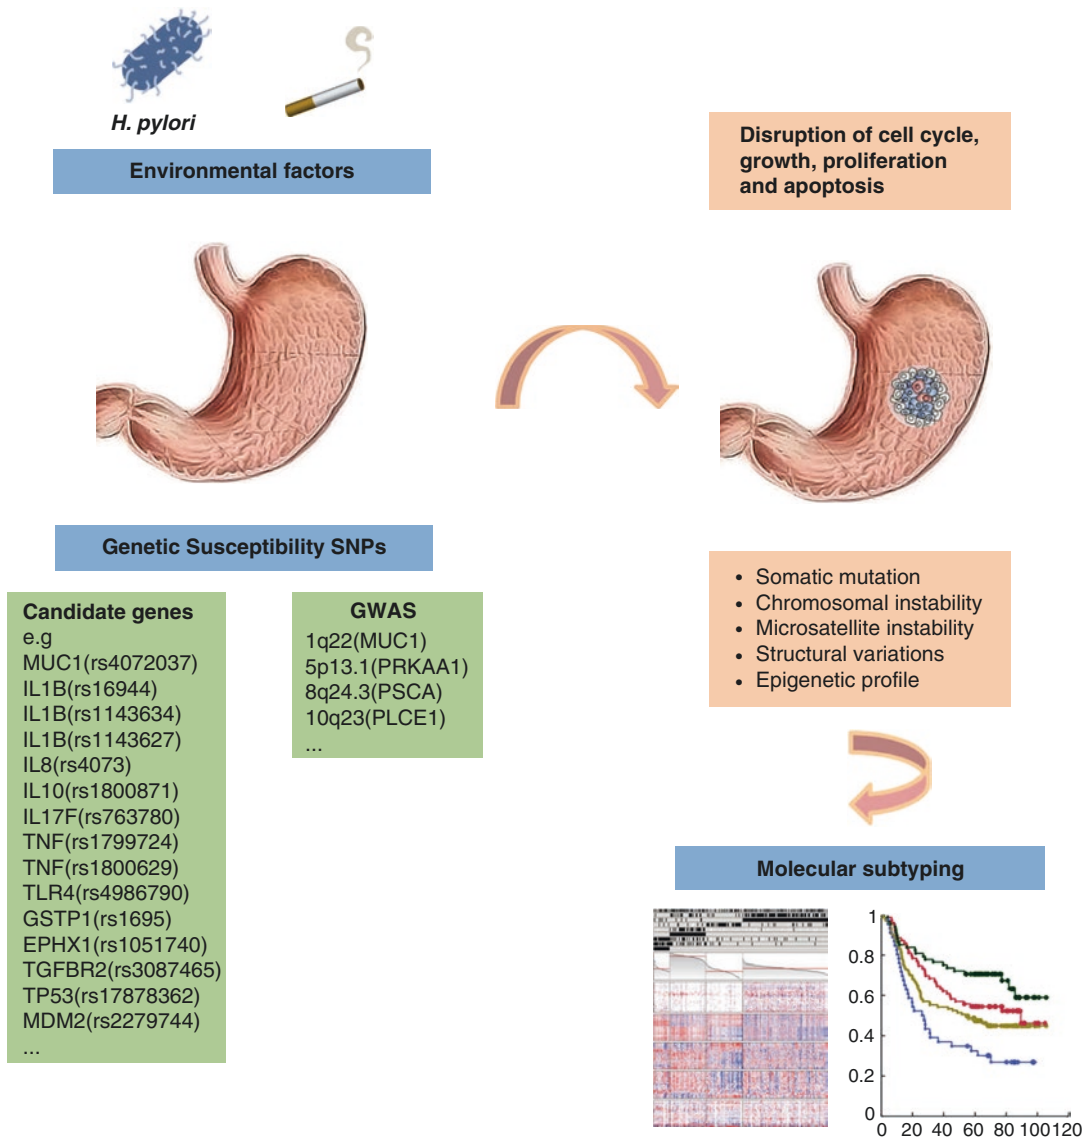 H. pylori
Environmental factors
Genetic Susceptibility SNPs
Candidate genes
e.g
MUC1(rs4072037)
IL1B(rs16944)
IL1B(rs1143634)
IL1B(rs1143627)
IL8(rs4073)
IL10(rs1800871)
IL17F(rs763780)
TNF(rs1799724)
TNF(rs1800629)
TLR4(rs4986790)
GSTP1(rs1695)
EPHX1(rs1051740)
TGFBR2(rs3087465)
TP53(rs17878362)
MDM2(rs2279744)
...
GWAS
1q22(MUC1)
5p13.1(PRKAA1)
8q24.3(PSCA)
10q23(PLCE1)
...
Disruption of cell cycle,
growth, proliferation
and apoptosis
• Somatic mutation
• Chromosomal instability
• Microsatellite instability
• Structural variations
• Epigenetic profile
Molecular subtyping
1
0.8
0.6
0.4
0.2
0
0 20 40 60 80 100 120